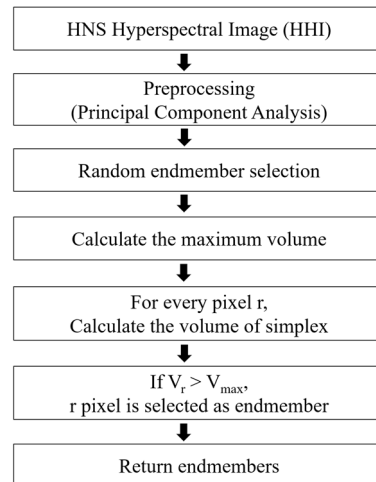 HNS Hyperspectral Image (HHI)
Preprocessing
(Principal Component Analysis)
Random endmember selection
Calculate the maximum volume
For every pixel r,
Calculate the volume of simplex
If Vr > Vmax,
r pixel is selected as endmember
Return endmembers